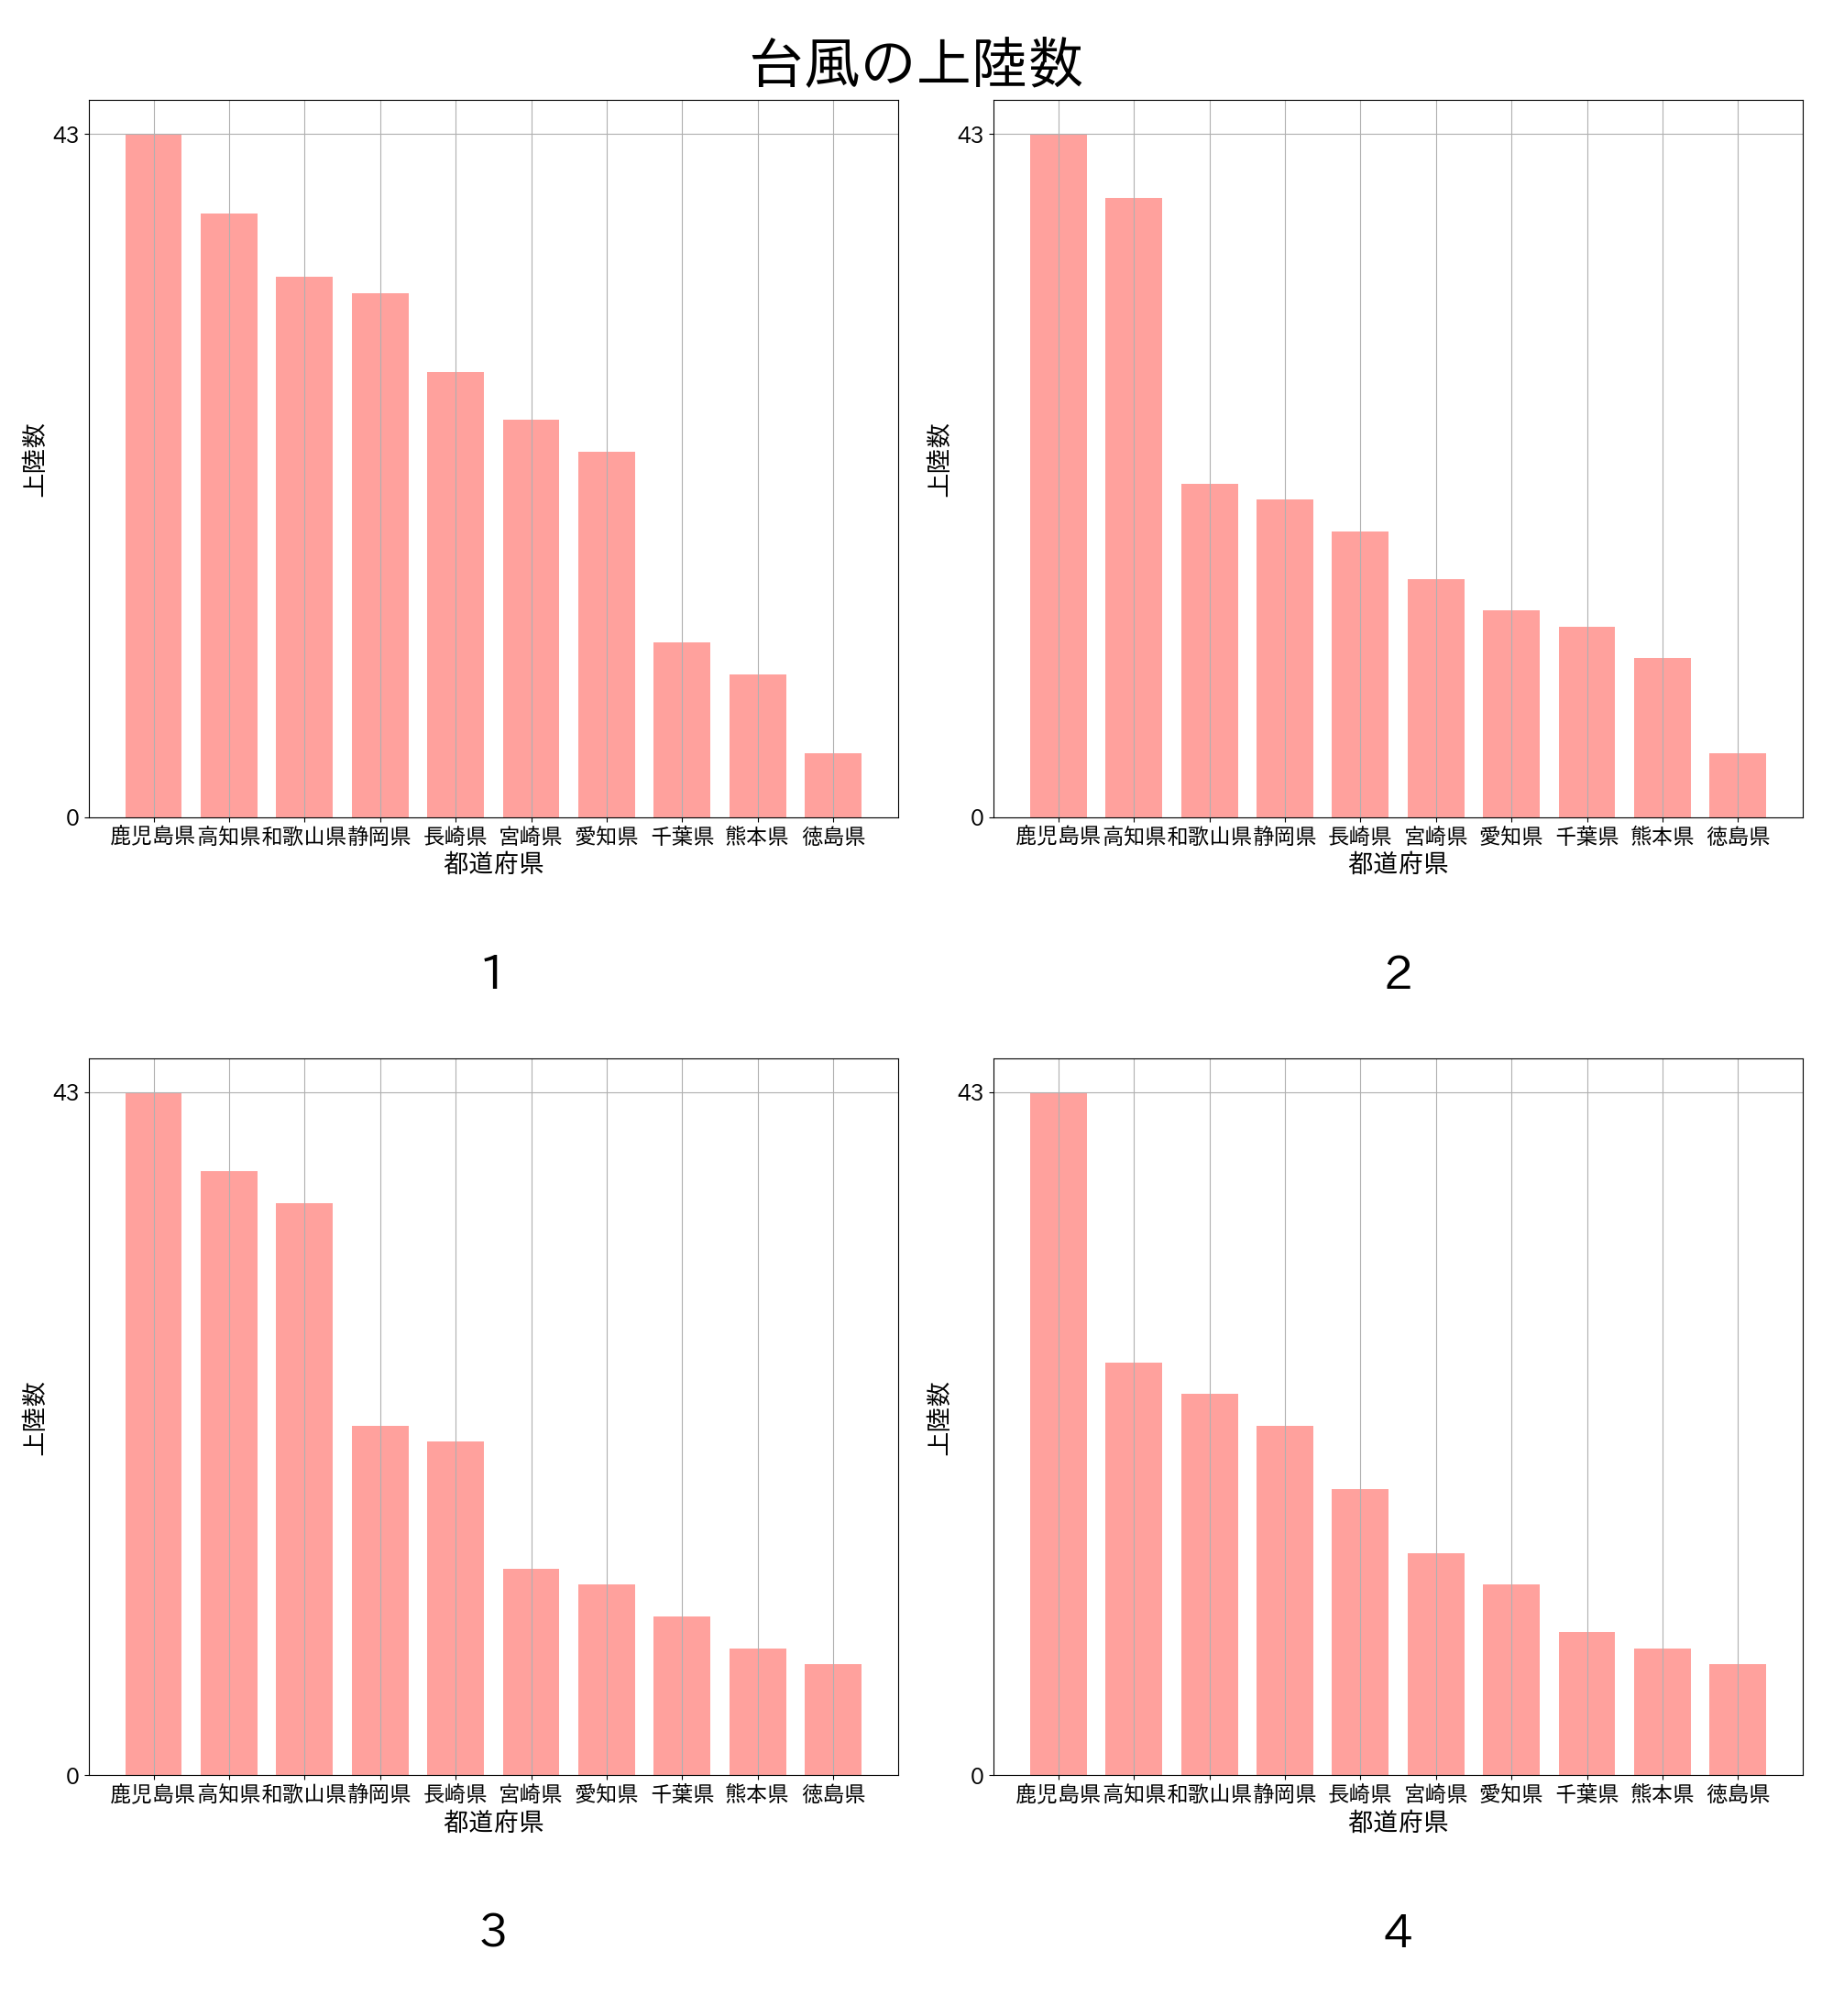 台風の上陸数
43
0
上陸数
鹿児島県 高知県 和歌山県 静岡県 長崎県 宮崎県 愛知県 千葉県 熊本県 徳島県
都道府県
1
43
0
上陸数
鹿児島県 高知県 和歌山県 静岡県 長崎県 宮崎県 愛知県 千葉県 熊本県 徳島県
都道府県
2
43
0
上陸数
鹿児島県 高知県 和歌山県 静岡県 長崎県 宮崎県 愛知県 千葉県 熊本県 徳島県
都道府県
3
43
0
上陸数
鹿児島県 高知県 和歌山県 静岡県 長崎県 宮崎県 愛知県 千葉県 熊本県 徳島県
都道府県
4